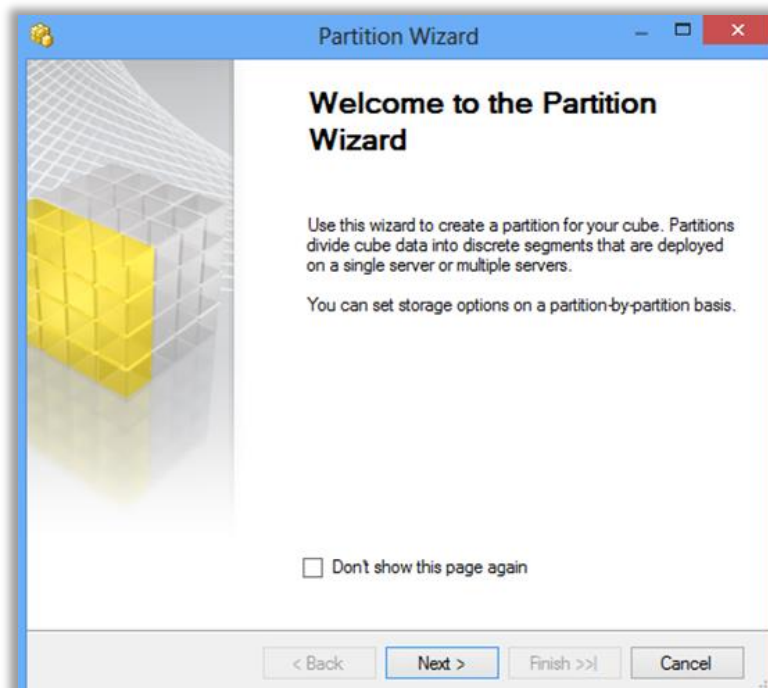 Partition Wizard
Welcome to the Partition
Wizard
Use this wizard to create a partition for your cube. Partitions
divide cube data into discrete segments that are deployed
on a single server or multiple servers.
You can set storage options on a partition-by-partition basis.
Don't show this page again
< Back Next > Finish >>| Cancel